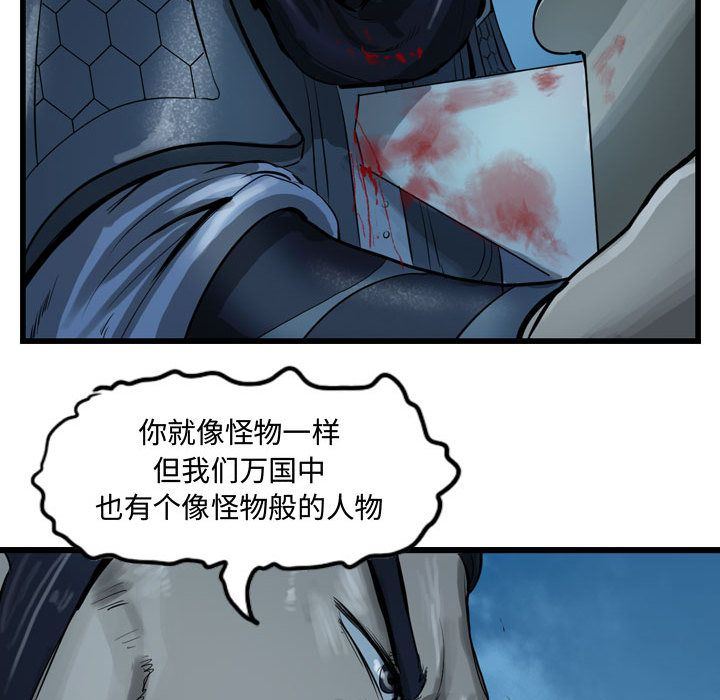 你就像怪物一样
但我们万国中
也有个像怪物般的人物